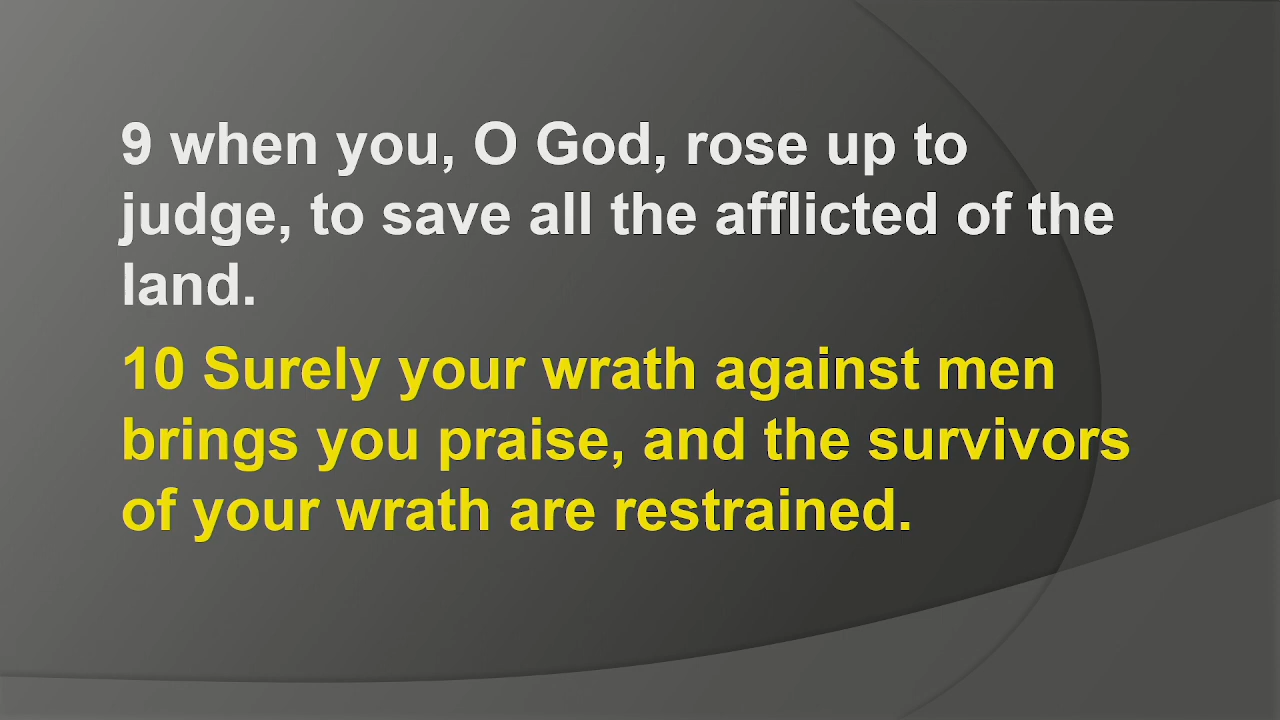 9 when you, O God, rose up to
judge, to save all the afflicted of the
land.
10 Surely your wrath against men
brings you praise, and the survivors
of your wrath are restrained.